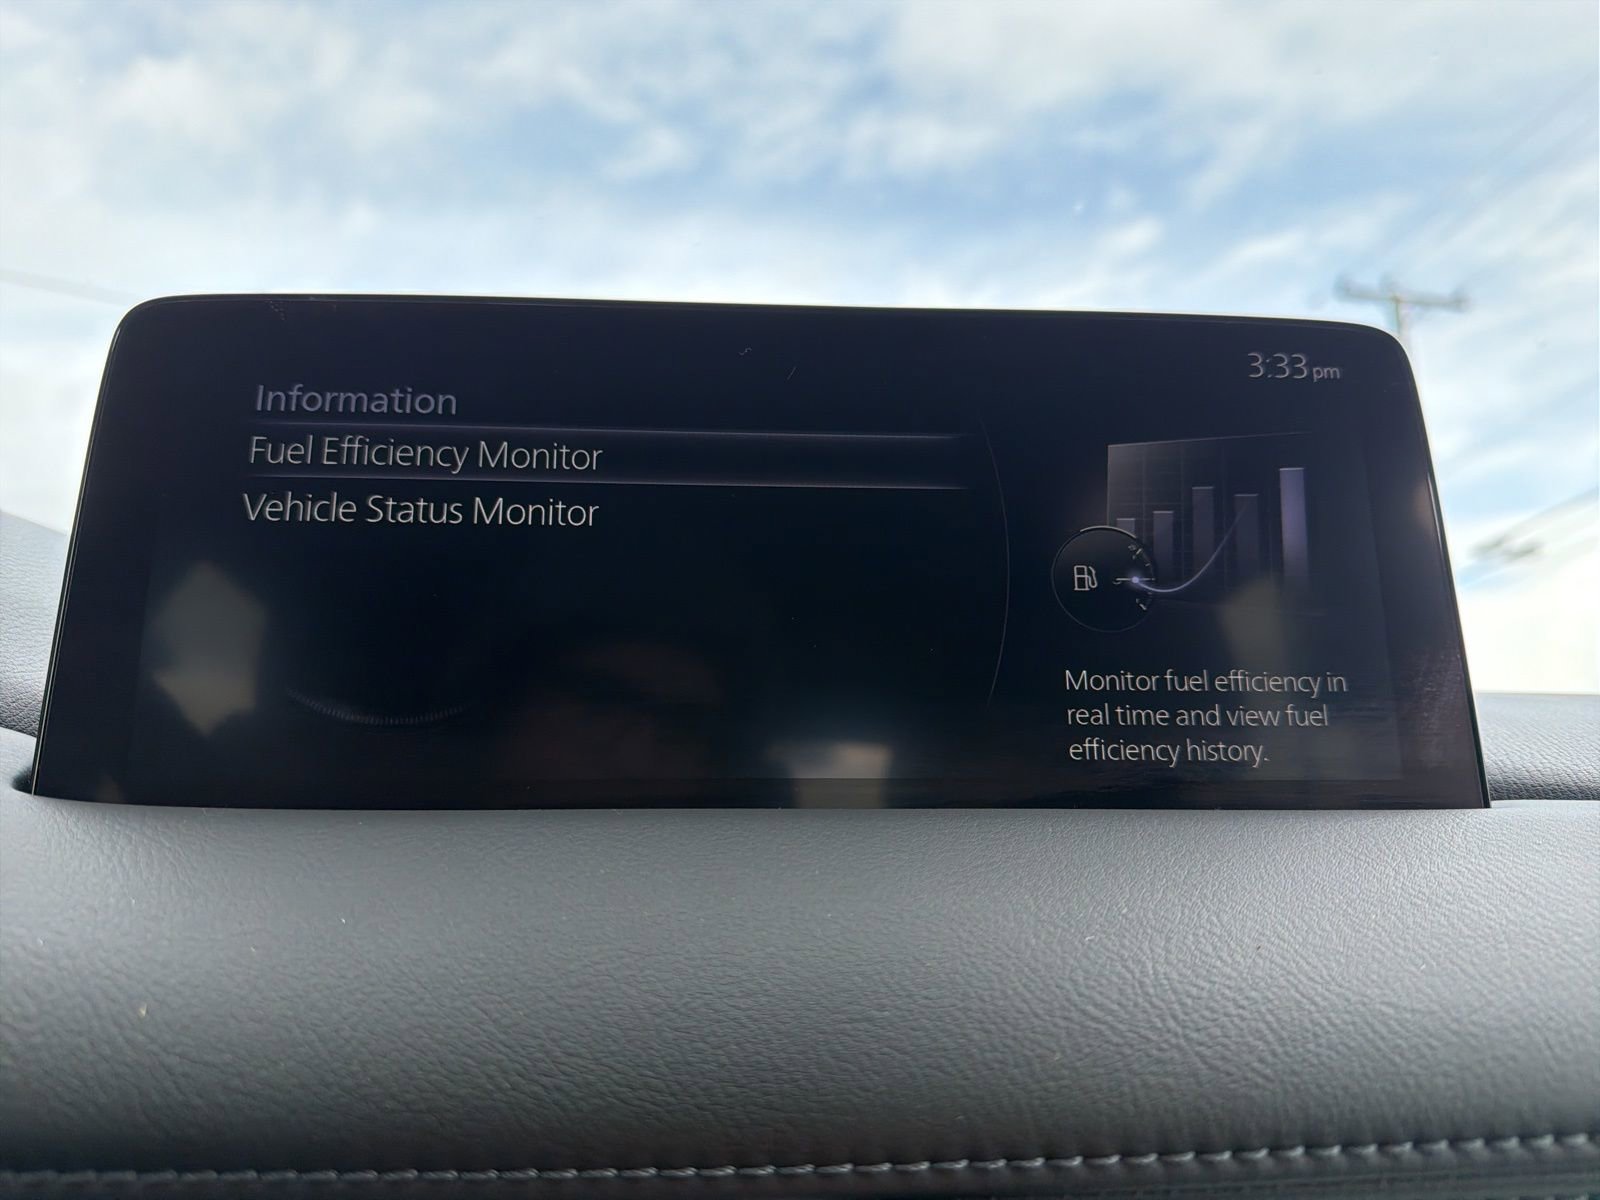 3:33 pm
Information
Fuel Efficiency Monitor
Vehicle Status Monitor
Monitor fuel efficiency in
real time and view fuel
efficiency history.